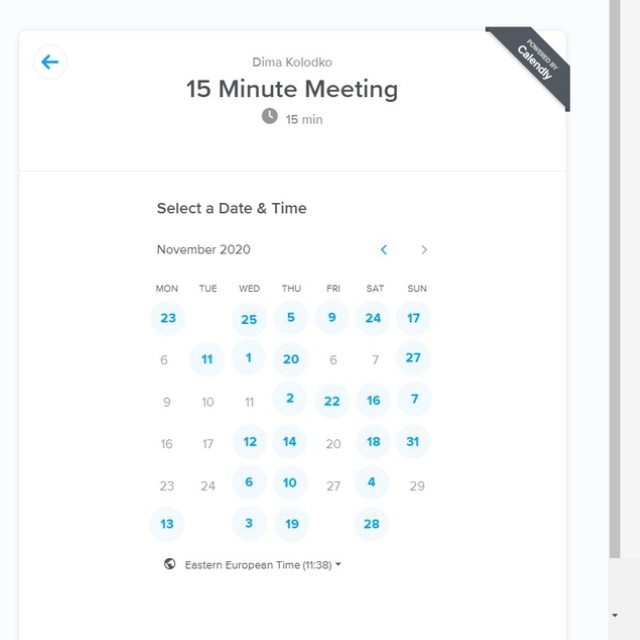 POWERED BY
Calendly
Dima Kolodko
15 Minute Meeting
15 min
Select a Date & Time
November 2020
MON TUE WED THU FRI SAT SUN
23 25 5 9 24 17
6 11 1 20 6 7 27
9 10 11 2 22 16 7
16 17 12 14 20 18 31
23 24 6 10 27 4 29
13 3 19 28
Eastern European Time (11:38)